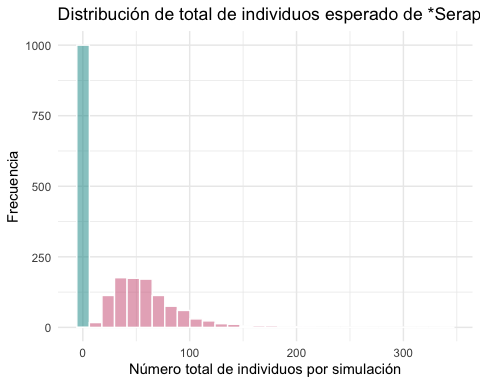 Distribución de total de individuos esperado de *Serap
1000
750
500
250
0
Frecuencia
0 100 200 300
Número total de individuos por simulación